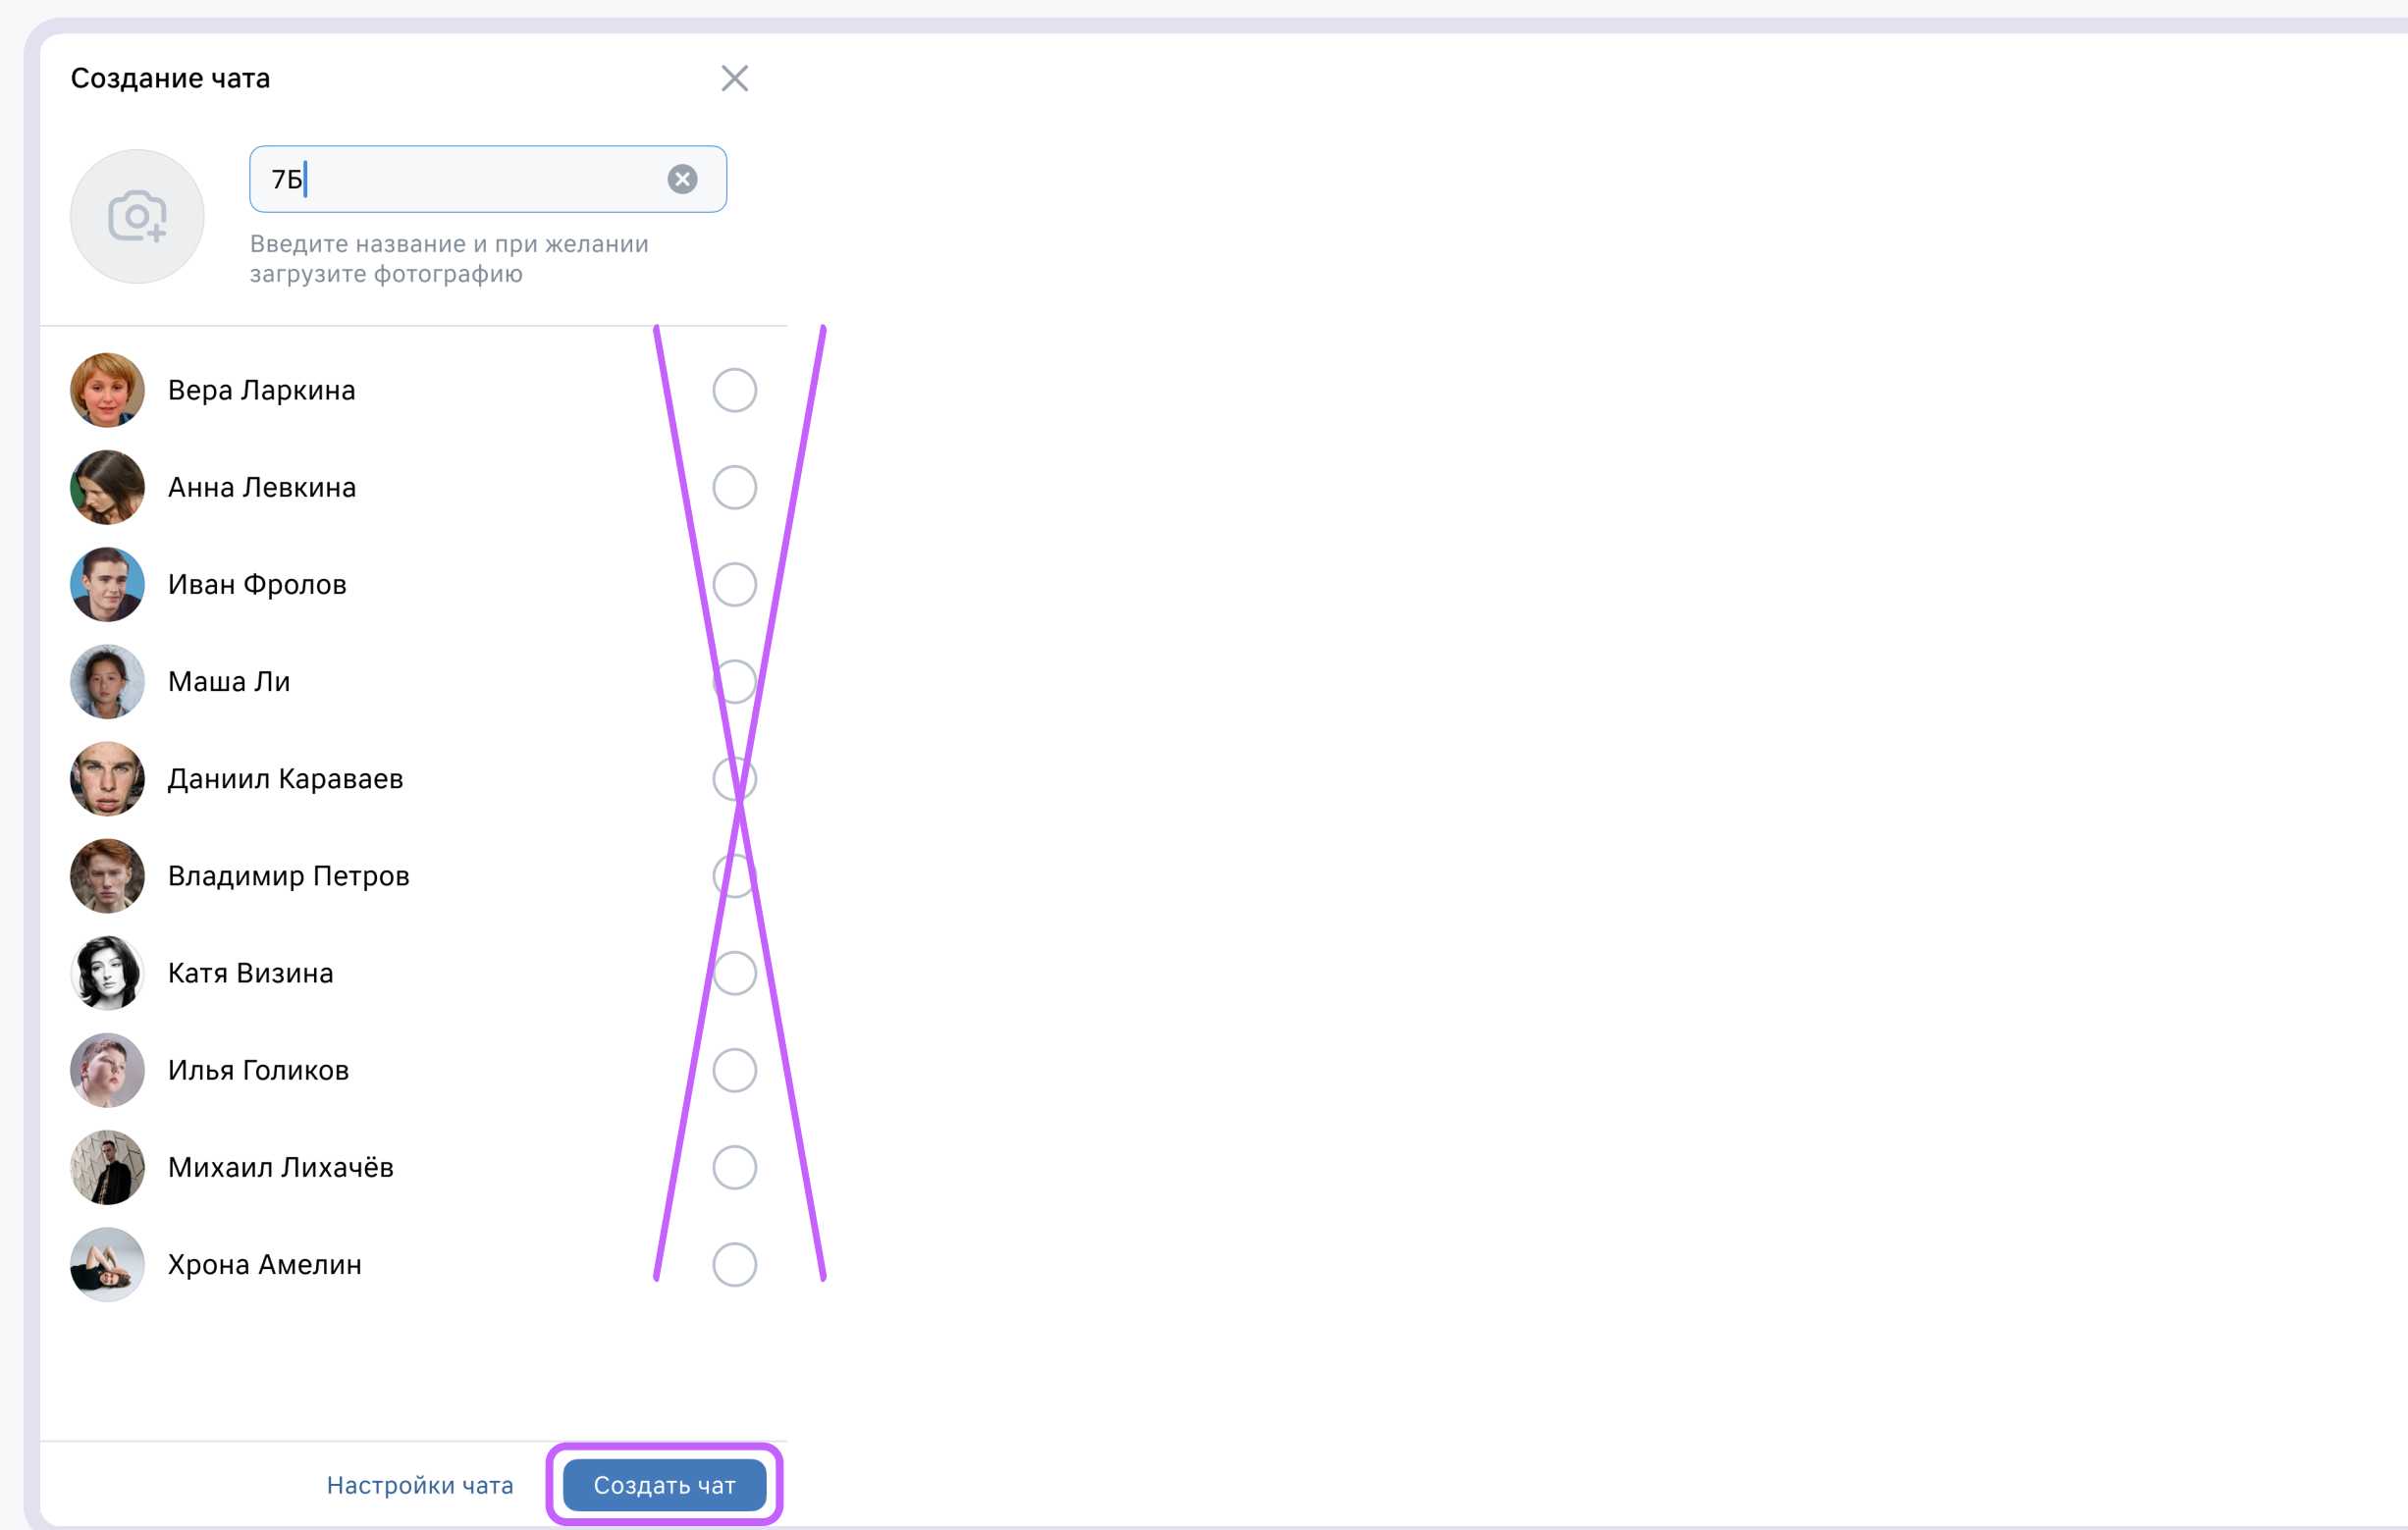 Создание чата
7Б
Введите название и при желании
загрузите фотографию
Вера Ларкина
Анна Левкина
Иван Фролов
Маша Ли
Даниил Караваев
Владимир Петров
Катя Визина
Илья Голиков
Михаил Лихачёв
Хрона Амелин
Настройки чата
Создать чат